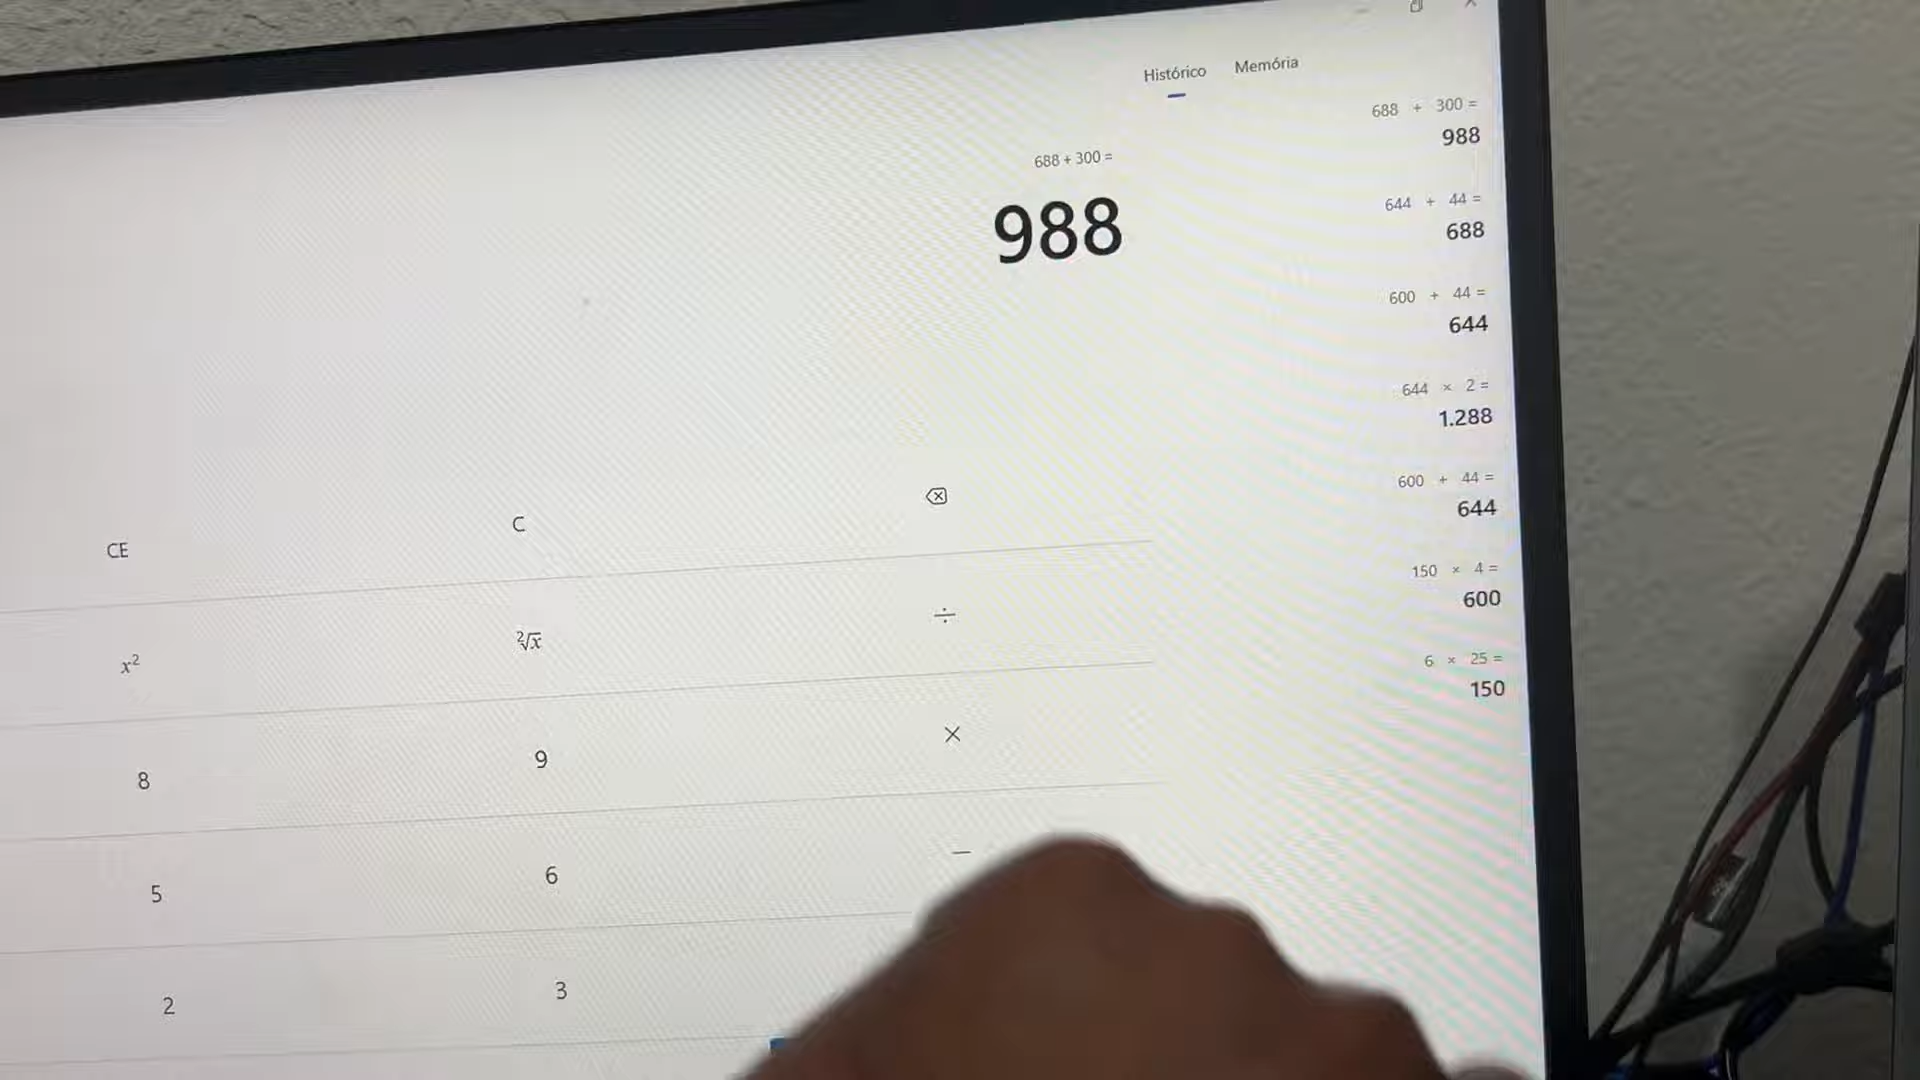 Histórico Memória
688 + 300 =
988
688 + 300 =
988
644 + 44 =
688
600 + 44 =
644
644 × 2 =
1.288
600 + 44 =
644
150 × 4 =
600
6 × 25 =
150
CE C
x² ²√x ÷
8 9 ×
5 6 −
2 3